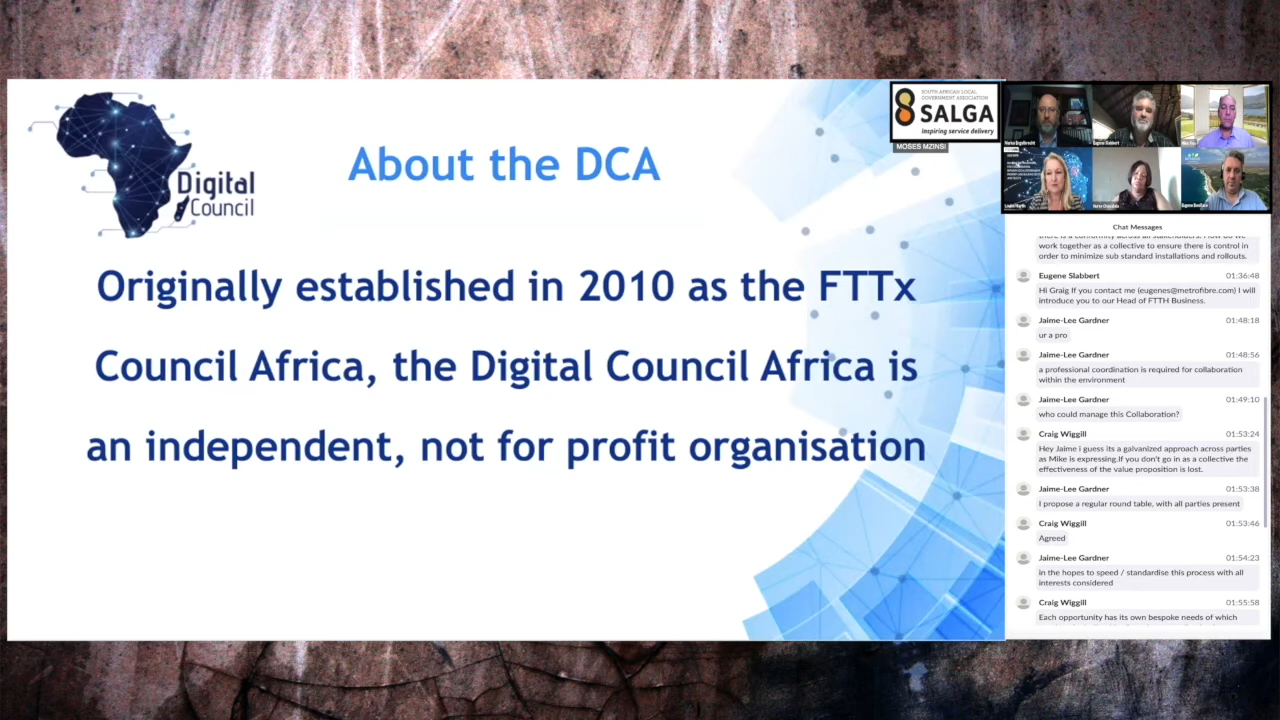 Digital
Council
About the DCA
Originally established in 2010 as the FTTx
Council Africa, the Digital Council Africa is
an independent, not for profit organisation
SOUTH AFRICAN LOCAL
GOVERNMENT ASSOCIATION
SALGA
Inspiring service delivery
MOSES MZINSI
Eugene Slabbert
Chat Messages
work together as a collective to ensure there is control in
order to minimize sub standard installations and rollouts.
Eugene Slabbert 01:36:48
Hi Graig If you contact me (eugenes@metrofibre.com) I will
introduce you to our Head of FTTH Business.
Jaime-Lee Gardner 01:48:18
ur a pro
Jaime-Lee Gardner 01:48:56
a professional coordination is required for collaboration
within the environment
Jaime-Lee Gardner 01:49:10
who could manage this Collaboration?
Craig Wiggill 01:53:24
Hey Jaime i guess its a galvanized approach across parties
as Mike is expressing.If you don't go in as a collective the
effectiveness of the value proposition is lost.
Jaime-Lee Gardner 01:53:38
I propose a regular round table, with all parties present
Craig Wiggill 01:53:46
Agreed
Jaime-Lee Gardner 01:54:23
in the hopes to speed / standardise this process with all
interests considered
Craig Wiggill 01:55:58
Each opportunity has its own bespoke needs of which